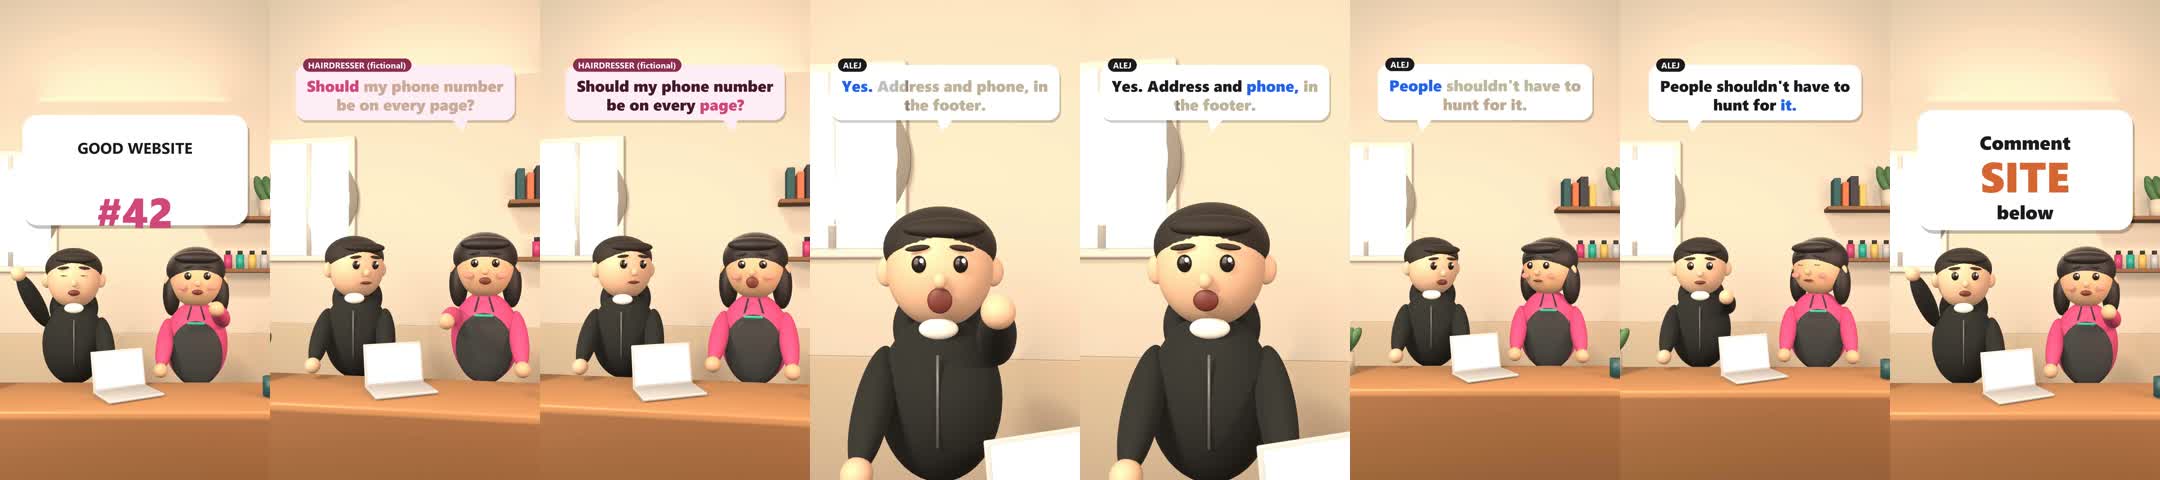 GOOD WEBSITE
#42
HAIRDRESSER (fictional)
Should my phone number
be on every page?
HAIRDRESSER (fictional)
Should my phone number
be on every page?
ALEJ
Yes. Address and phone, in
the footer.
ALEJ
Yes. Address and phone, in
the footer.
ALEJ
People shouldn't have to
hunt for it.
ALEJ
People shouldn't have to
hunt for it.
Comment
SITE
below